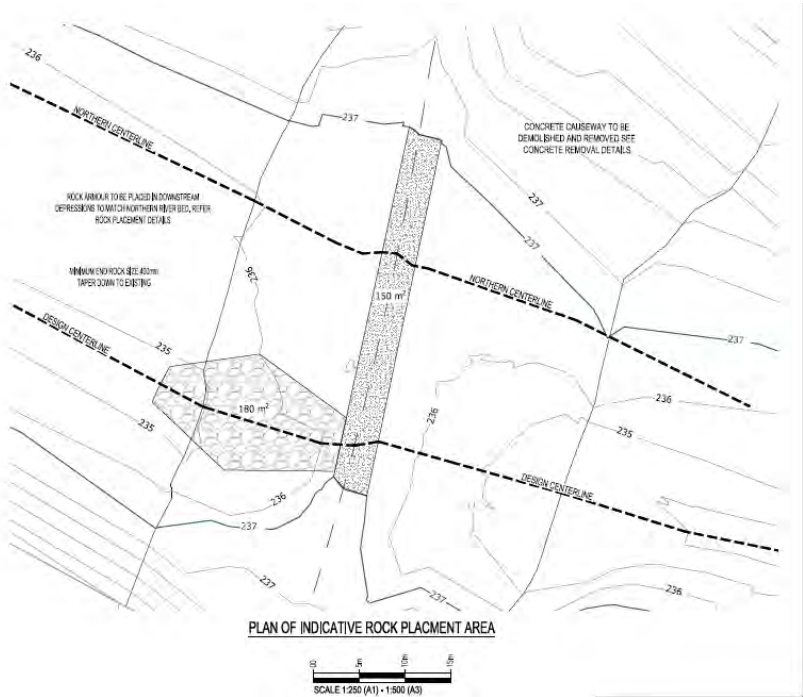 236
NORTHERN CENTERLINE
237
CONCRETE CAUSEWAY TO BE
DEMOLISHED AND REMOVED SEE
CONCRETE REMOVAL DETAILS
ROCK ARMOUR TO BE PLACED IN DOWNSTREAM
DEPRESSIONS TO MATCH NORTHERN RIVER BED, REFER
ROCK PLACEMENT DETAILS
237
237
236
MINIMUM END ROCK SIZE 400mm
TAPER DOWN TO EXISTING
NORTHERN CENTERLINE
150 m²
DESIGN CENTERLINE
235
237
236
180 m²
236
235
235
DESIGN CENTERLINE
236
237
237
237
236
PLAN OF INDICATIVE ROCK PLACMENT AREA
00
5m
10m
15m
SCALE 1:250 (A1) - 1:500 (A3)